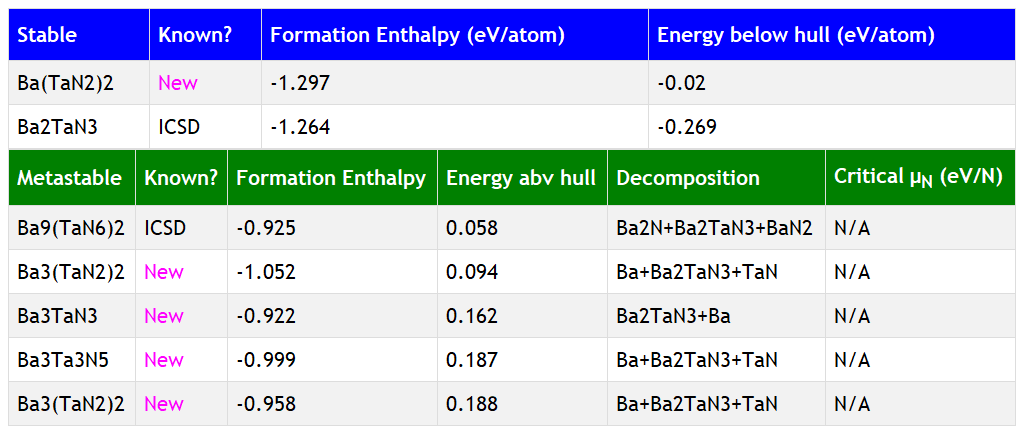 Stable Known? Formation Enthalpy (eV/atom) Energy below hull (eV/atom)
Ba(TaN2)2 New -1.297 -0.02
Ba2TaN3 ICSD -1.264 -0.269
Metastable Known? Formation Enthalpy Energy abv hull Decomposition Critical μN (eV/N)
Ba9(TaN6)2 ICSD -0.925 0.058 Ba2N+Ba2TaN3+BaN2 N/A
Ba3(TaN2)2 New -1.052 0.094 Ba+Ba2TaN3+TaN N/A
Ba3TaN3 New -0.922 0.162 Ba2TaN3+Ba N/A
Ba3Ta3N5 New -0.999 0.187 Ba+Ba2TaN3+TaN N/A
Ba3(TaN2)2 New -0.958 0.188 Ba+Ba2TaN3+TaN N/A